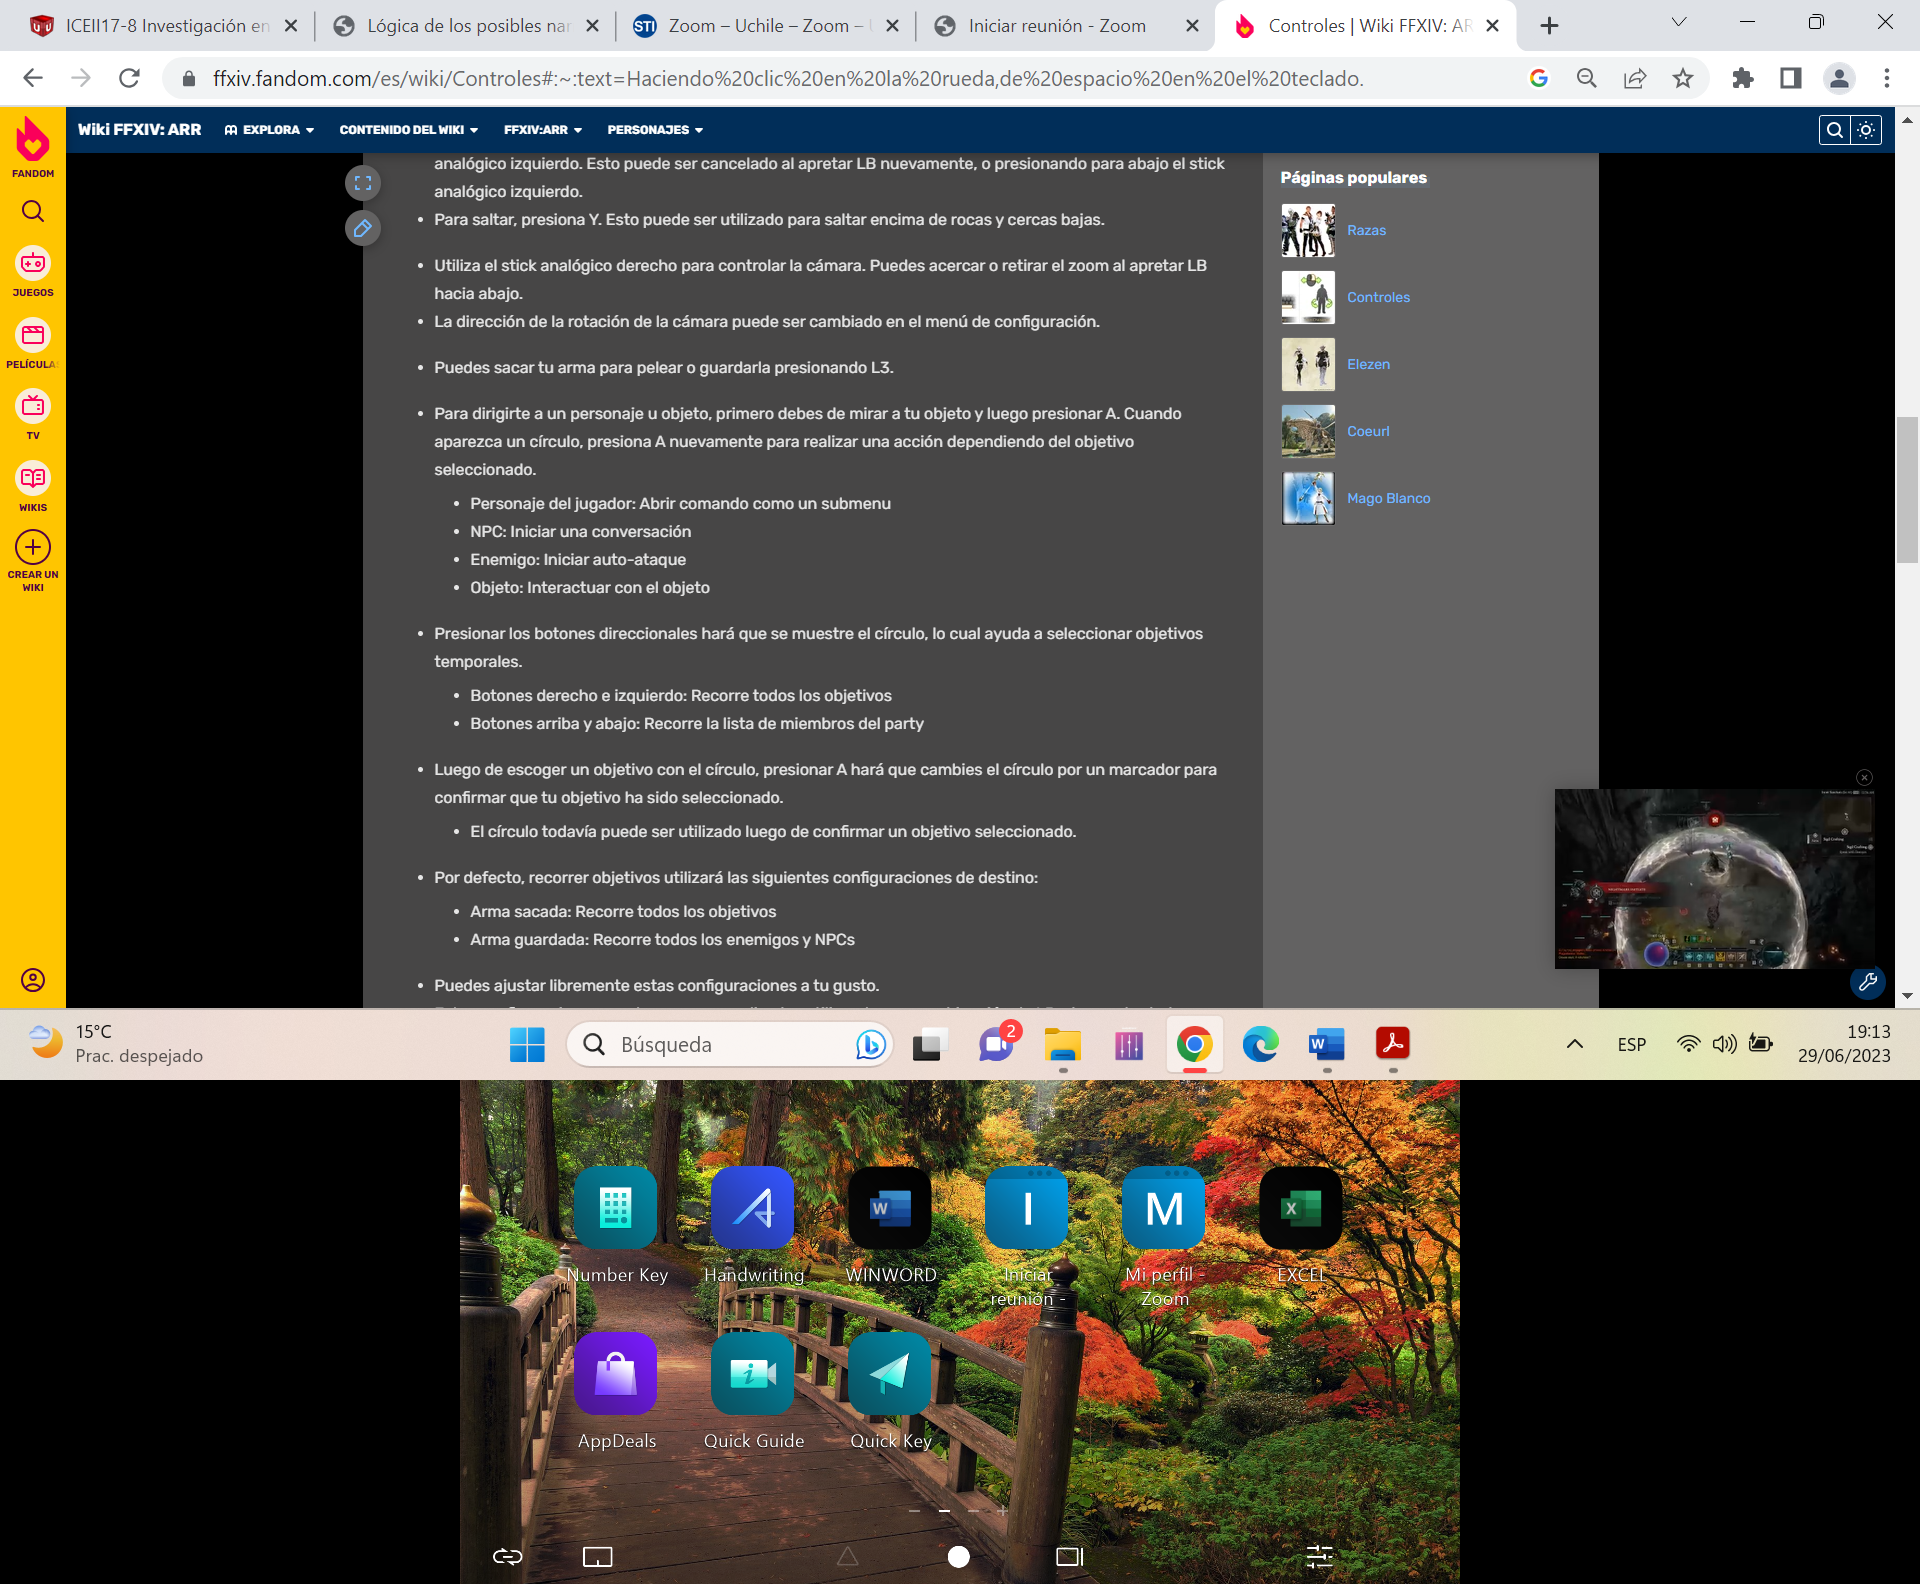 ICEII17-8 Investigación en
Lógica de los posibles nar
STI Zoom – Uchile – Zoom –
Iniciar reunión - Zoom
Controles | Wiki FFXIV: AR
ffxiv.fandom.com/es/wiki/Controles#:~:text=Haciendo%20clic%20en%20la%20rueda,de%20espacio%20en%20el%20teclado.
Wiki FFXIV: ARR
EXPLORA
CONTENIDO DEL WIKI
FFXIV:ARR
PERSONAJES
FANDOM
JUEGOS
PELÍCULA
TV
WIKIS
CREAR UN
WIKI
analógico izquierdo. Esto puede ser cancelado al apretar LB nuevamente, o presionando para abajo el stick
analógico izquierdo.
Para saltar, presiona Y. Esto puede ser utilizado para saltar encima de rocas y cercas bajas.
Utiliza el stick analógico derecho para controlar la cámara. Puedes acercar o retirar el zoom al apretar LB
hacia abajo.
La dirección de la rotación de la cámara puede ser cambiado en el menú de configuración.
Puedes sacar tu arma para pelear o guardarla presionando L3.
Para dirigirte a un personaje u objeto, primero debes de mirar a tu objeto y luego presionar A. Cuando
aparezca un círculo, presiona A nuevamente para realizar una acción dependiendo del objetivo
seleccionado.
Personaje del jugador: Abrir comando como un submenu
NPC: Iniciar una conversación
Enemigo: Iniciar auto-ataque
Objeto: Interactuar con el objeto
Presionar los botones direccionales hará que se muestre el círculo, lo cual ayuda a seleccionar objetivos
temporales.
Botones derecho e izquierdo: Recorre todos los objetivos
Botones arriba y abajo: Recorre la lista de miembros del party
Luego de escoger un objetivo con el círculo, presionar A hará que cambies el círculo por un marcador para
confirmar que tu objetivo ha sido seleccionado.
El círculo todavía puede ser utilizado luego de confirmar un objetivo seleccionado.
Por defecto, recorrer objetivos utilizará las siguientes configuraciones de destino:
Arma sacada: Recorre todos los objetivos
Arma guardada: Recorre todos los enemigos y NPCs
Puedes ajustar libremente estas configuraciones a tu gusto.
Páginas populares
Razas
Controles
Elezen
Coeurl
Mago Blanco
15°C
Prac. despejado
Búsqueda
2
W
ESP
19:13
29/06/2023
W
I
M
X
Number Key
Handwriting
WINWORD
Iniciar
reunión -
Mi perfil -
Zoom
EXCEL
AppDeals
Quick Guide
Quick Key